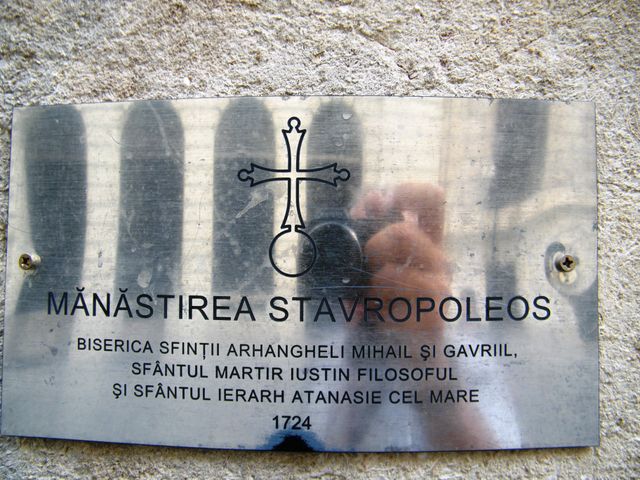 MĂNĂSTIREA STAVROPOLEOS
BISERICA SFINȚII ARHANGHELI MIHAIL ȘI GAVRIIL,
SFÂNTUL MARTIR IUSTIN FILOSOFUL
ȘI SFÂNTUL IERARH ATANASIE CEL MARE
1724